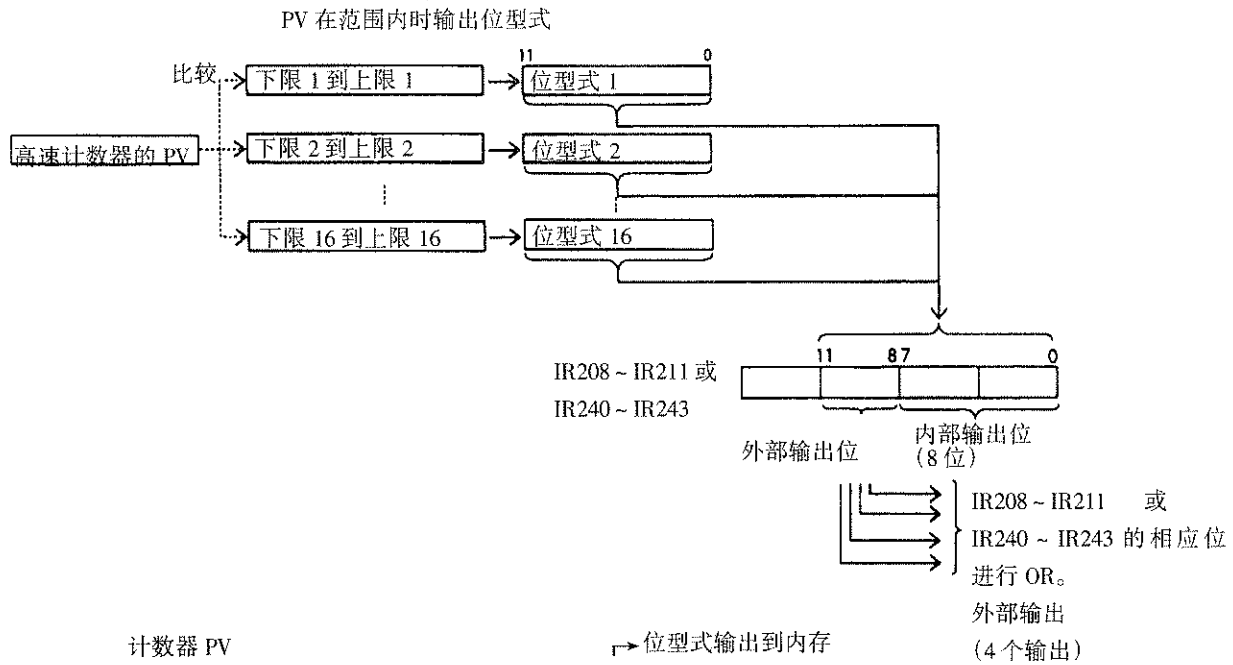 PV 在范围内时输出位型式
11 0
比较
下限 1 到上限 1
位型式 1
高速计数器的 PV
下限 2 到上限 2
位型式 2
下限 16 到上限 16
位型式 16
11 8 7 0
IR208 ~ IR211 或
IR240 ~ IR243
外部输出位
内部输出位
(8 位)
IR208 ~ IR211 或
IR240 ~ IR243 的相应位
进行 OR。
外部输出
(4 个输出)
计数器 PV
位型式输出到内存